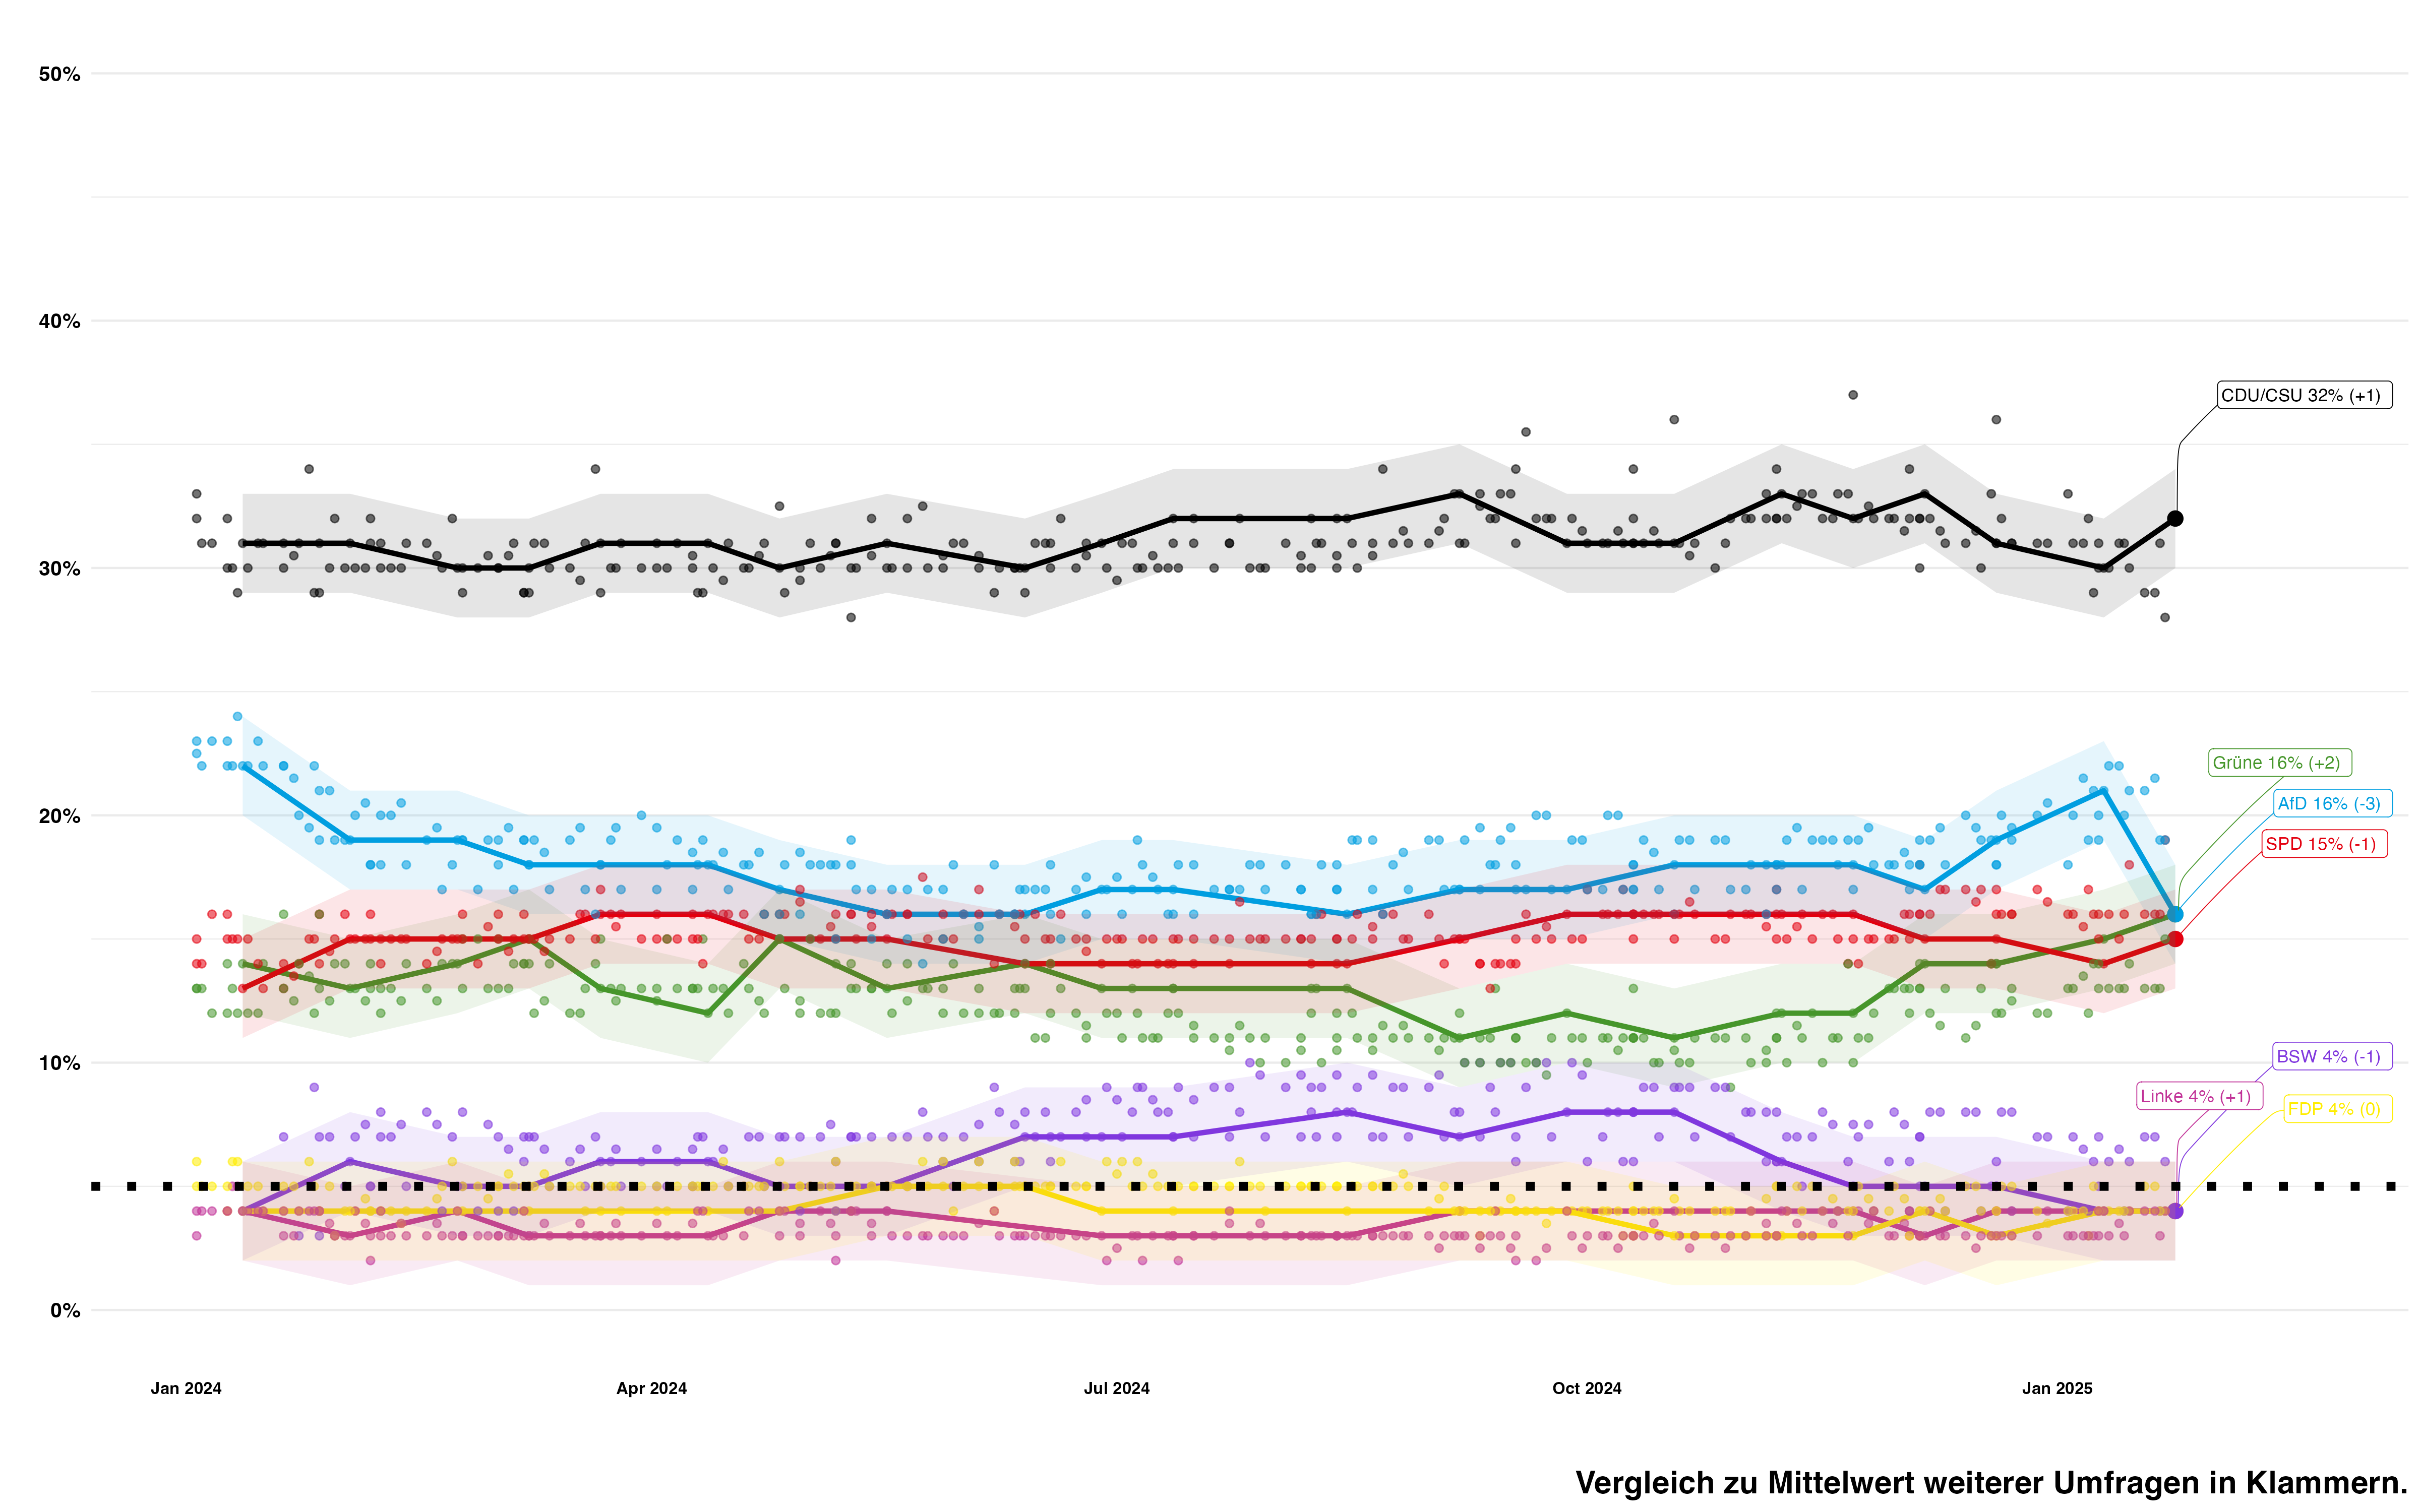 50%
40%
30%
20%
10%
0%
CDU/CSU 32% (+1)
Grüne 16% (+2)
AfD 16% (-3)
SPD 15% (-1)
BSW 4% (-1)
Linke 4% (+1)
FDP 4% (0)
Jan 2024
Apr 2024
Jul 2024
Oct 2024
Jan 2025
Vergleich zu Mittelwert weiterer Umfragen in Klammern.